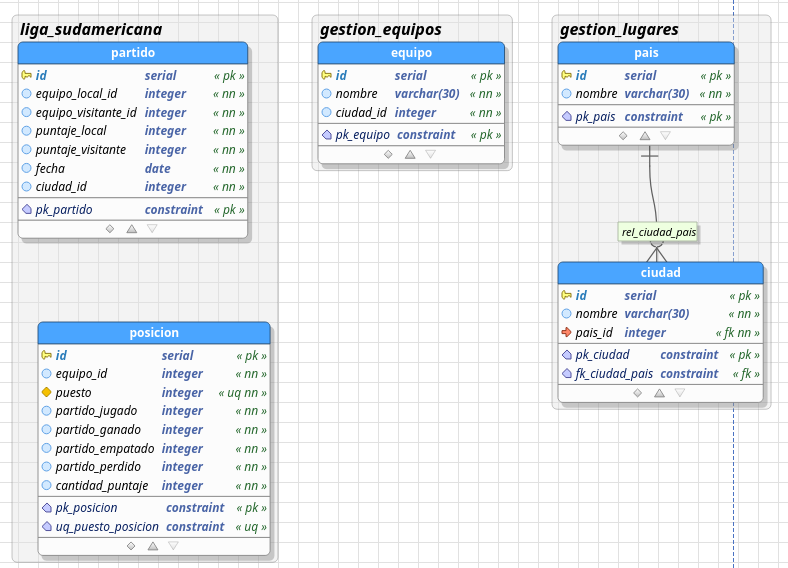 liga_sudamericana
partido
id serial « pk »
equipo_local_id integer « nn »
equipo_visitante_id integer « nn »
puntaje_local integer « nn »
puntaje_visitante integer « nn »
fecha date « nn »
ciudad_id integer « nn »
pk_partido constraint « pk »
posicion
id serial « pk »
equipo_id integer « nn »
puesto integer « uq nn »
partido_jugado integer « nn »
partido_ganado integer « nn »
partido_empatado integer « nn »
partido_perdido integer « nn »
cantidad_puntaje integer « nn »
pk_posicion constraint « pk »
uq_puesto_posicion constraint « uq »
gestion_equipos
equipo
id serial « pk »
nombre varchar(30) « nn »
ciudad_id integer « nn »
pk_equipo constraint « pk »
gestion_lugares
pais
id serial « pk »
nombre varchar(30) « nn »
pk_pais constraint « pk »
rel_ciudad_pais
ciudad
id serial « pk »
nombre varchar(30) « nn »
pais_id integer « fk nn »
pk_ciudad constraint « pk »
fk_ciudad_pais constraint « fk »